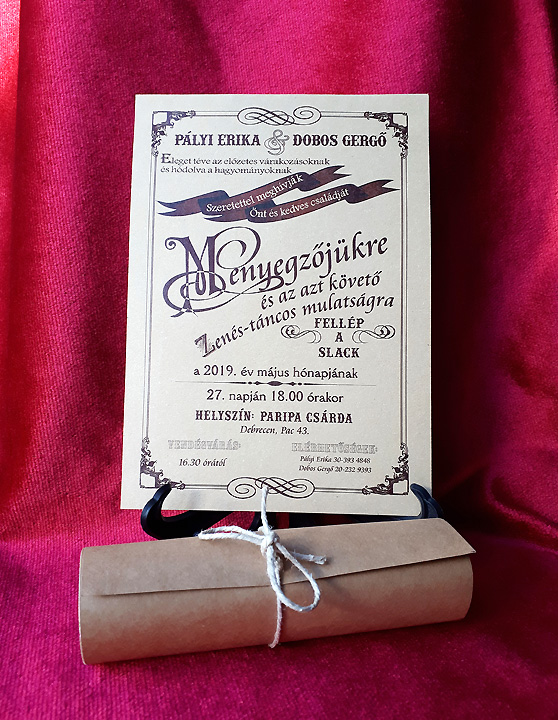 PÁLYI ERIKA & DOBOS GERGŐ
Eleget téve az előzetes várakozásoknak
és hódolva a hagyományoknak
Szeretettel meghívják
Önt és kedves családját
Menyegzőjükre
és az azt követő
Zenés-táncos mulatságra
FELLÉP
A
SLACK
a 2019. év május hónapjának
27. napján 18.00 órakor
HELYSZÍN: PARIPA CSÁRDA
Debrecen, Pac 43.
VENDÉGVÁRÁS:
16.30 órától
ELÉRHETŐSÉGEK:
Pályi Erika 30-393 4848
Dobos Gergő 20-232 9393